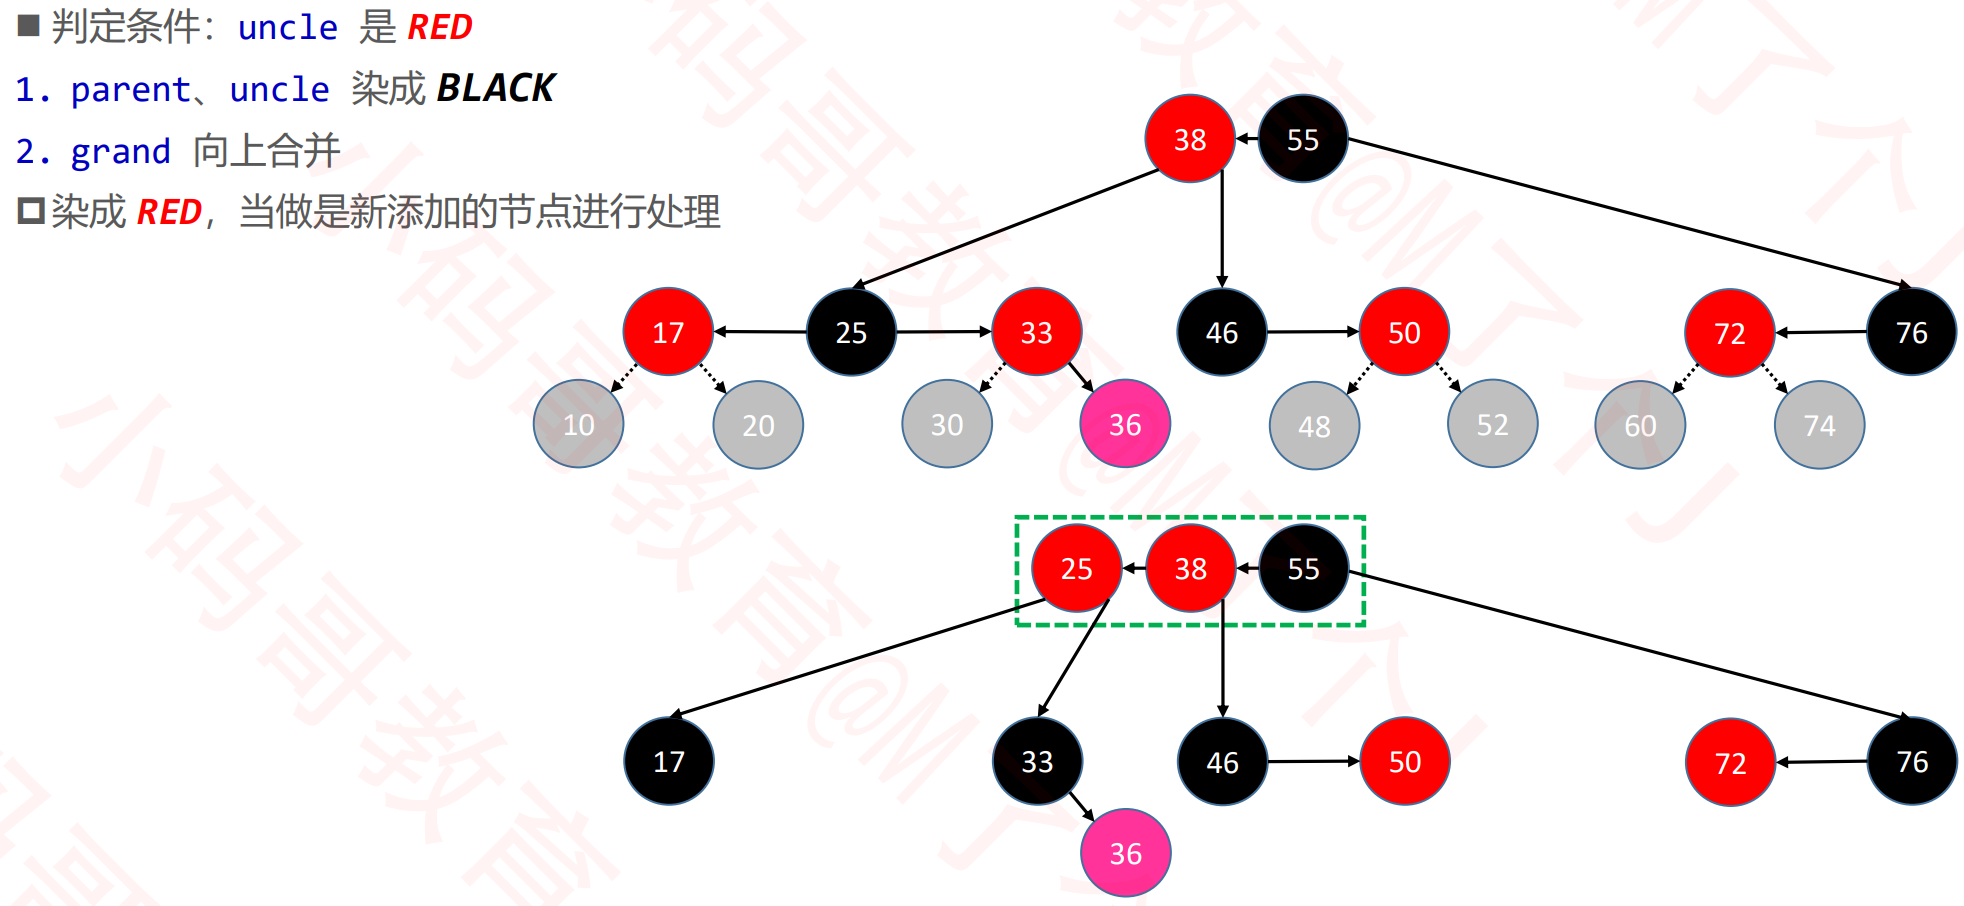 ■ 判定条件：uncle 是 RED
1. parent、uncle 染成 BLACK
2. grand 向上合并
染成 RED，当做是新添加的节点进行处理
38 55
17 25 33 46 50 72 76
10 20 30 36 48 52 60 74
25 38 55
17 33 46 50 72 76
36
小码哥教育@M了个J